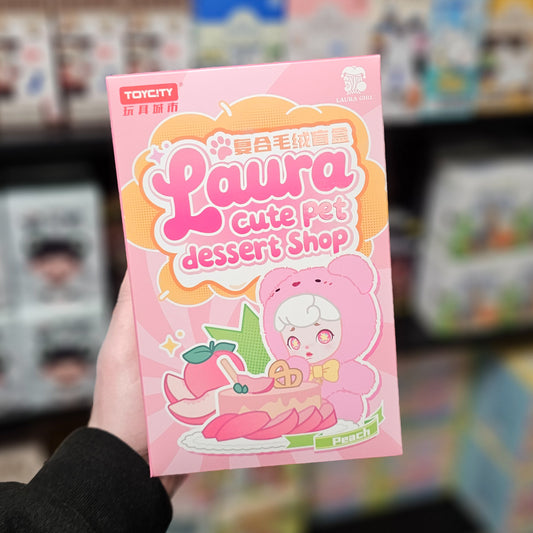 TOYCITY
玩具城市
LAURA GIRL
复合毛绒盲盒
Laura
cute pet
dessert shop
Peach